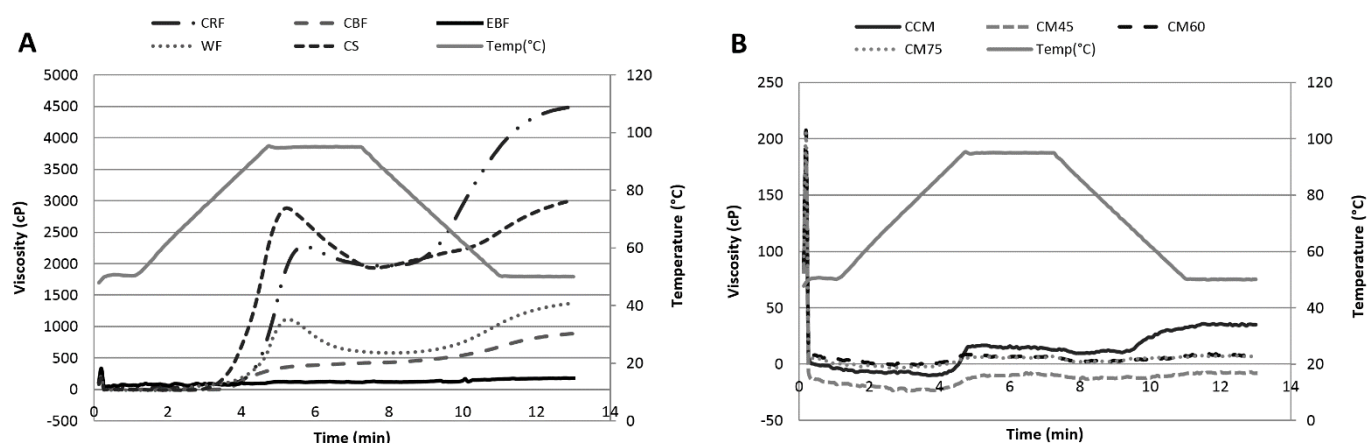 A
CRF CBF EBF
WF CS Temp(°C)
5000
4500
4000
3500
3000
2500
2000
1500
1000
500
0
-500
Viscosity (cP)
0 2 4 6 8 10 12 14
Time (min)
120
100
80
60
40
20
0
Temperature (°C)
B
CCM CM45 CM60
CM75 Temp(°C)
250
200
150
100
50
0
-50
Viscosity (cP)
0 2 4 6 8 10 12 14
Time (min)
120
100
80
60
40
20
0
Temperature (°C)